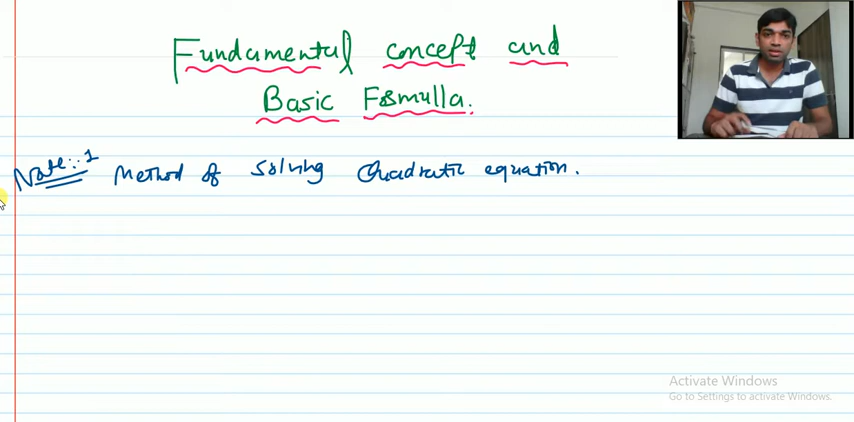 Fundamental concept and
Basic Formulla.
Note:-1 Method of Solving Quadratic equation.
Activate Windows
Go to Settings to activate Windows.